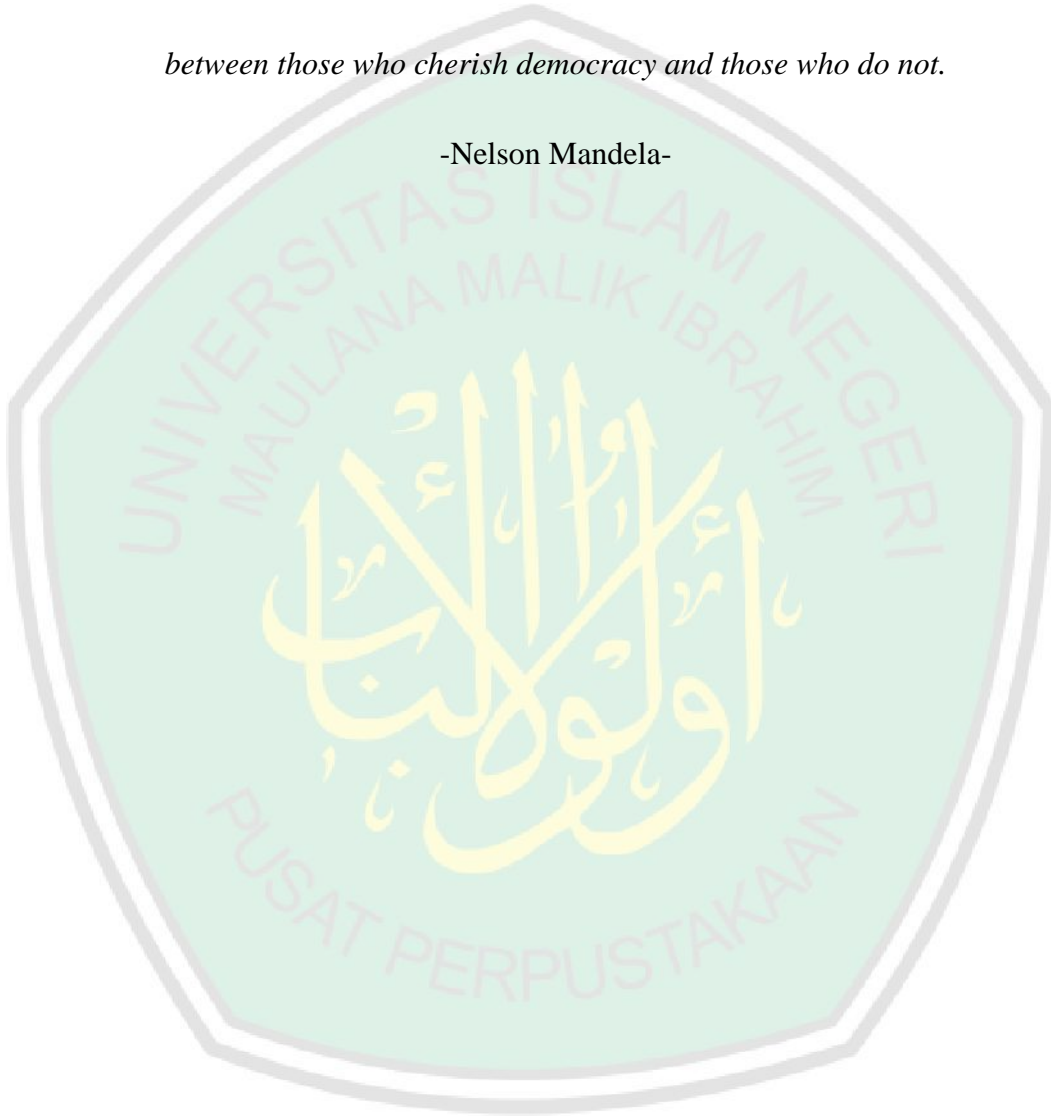 between those who cherish democracy and those who do not.
-Nelson Mandela-
UNIVERSITAS ISLAM NEGERI
MAULANA MALIK IBRAHIM
أولوا الألباب
PUSAT PERPUSTAKAAN